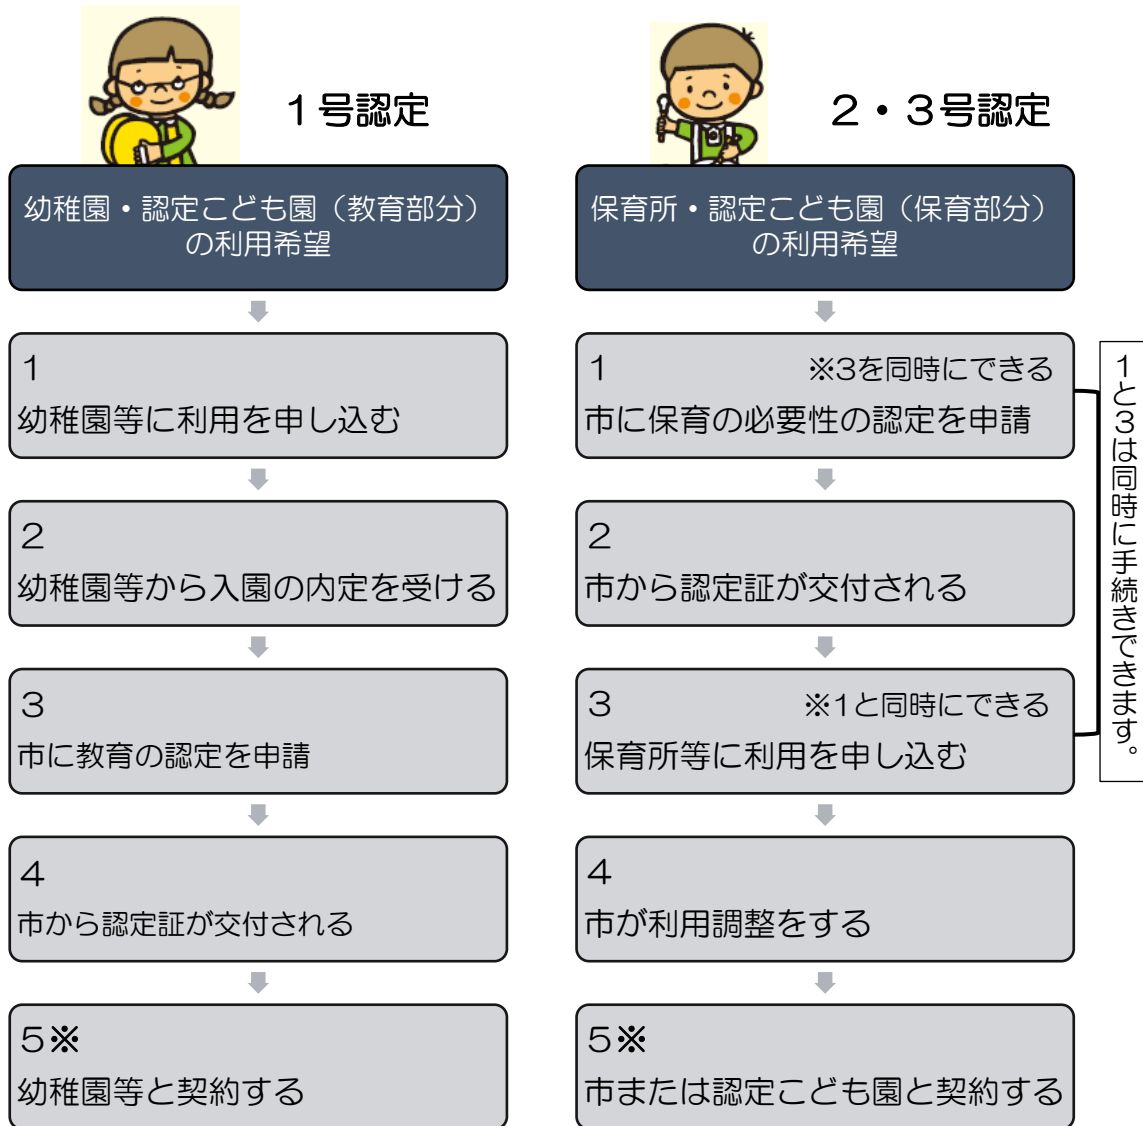 １号認定
幼稚園・認定こども園（教育部分）
の利用希望
１
幼稚園等に利用を申し込む
２
幼稚園等から入園の内定を受ける
３
市に教育の認定を申請
４
市から認定証が交付される
５※
幼稚園等と契約する
２・３号認定
保育所・認定こども園（保育部分）
の利用希望
１　※3を同時にできる
市に保育の必要性の認定を申請
２
市から認定証が交付される
３　※1と同時にできる
保育所等に利用を申し込む
４
市が利用調整をする
５※
市または認定こども園と契約する
１と３は同時に手続きできます。